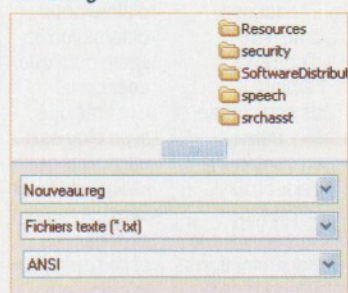 Resources
security
SoftwareDistribut
speech
srchasst
Nouveau.reg
Fichiers texte (*.txt)
ANSI